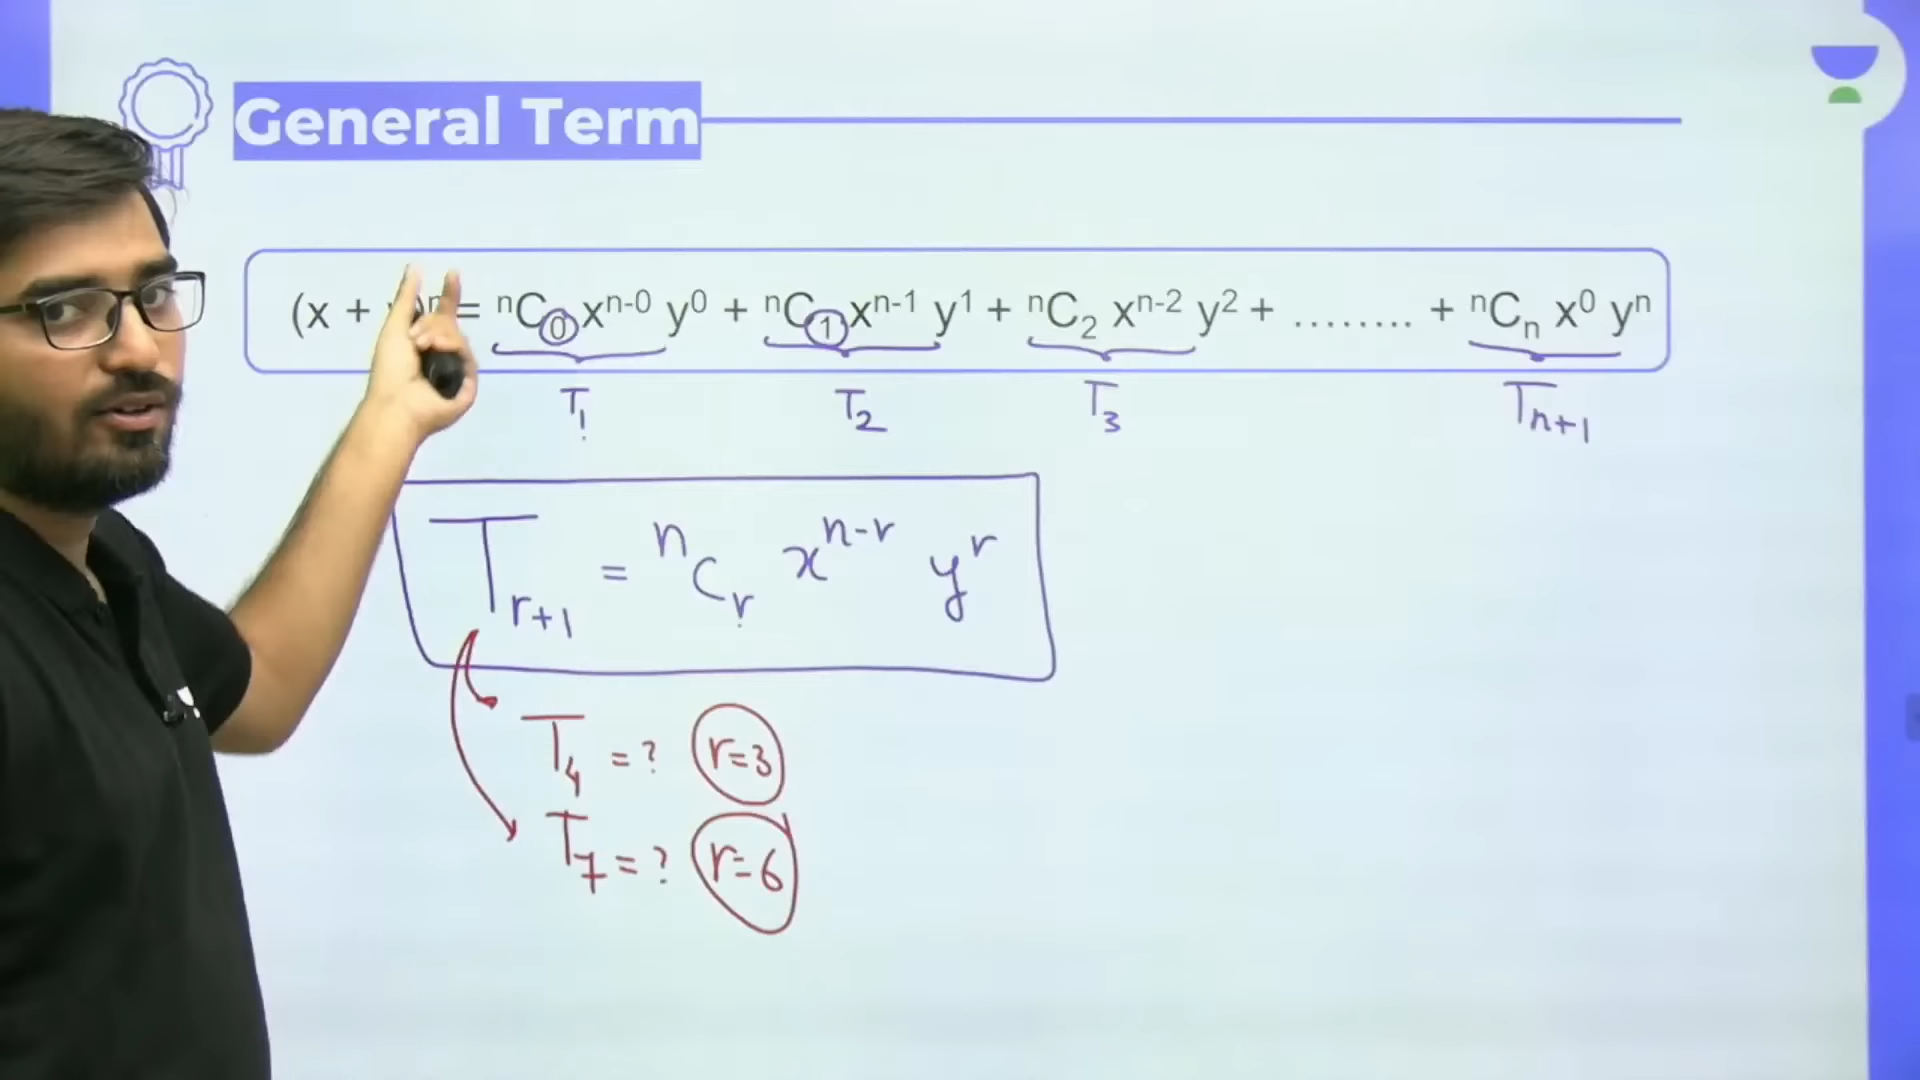 General Term
(x + )ⁿ = ⁿC₀ xⁿ⁻⁰ y⁰ + ⁿC₁ xⁿ⁻¹ y¹ + ⁿC₂ xⁿ⁻² y² + ........ + ⁿCₙ x⁰ yⁿ
T₁ T₂ T₃ Tₙ₊₁
Tᵣ₊₁ = ⁿCᵣ xⁿ⁻ʳ yʳ
T₄ = ? r=3
T₇ = ? r=6